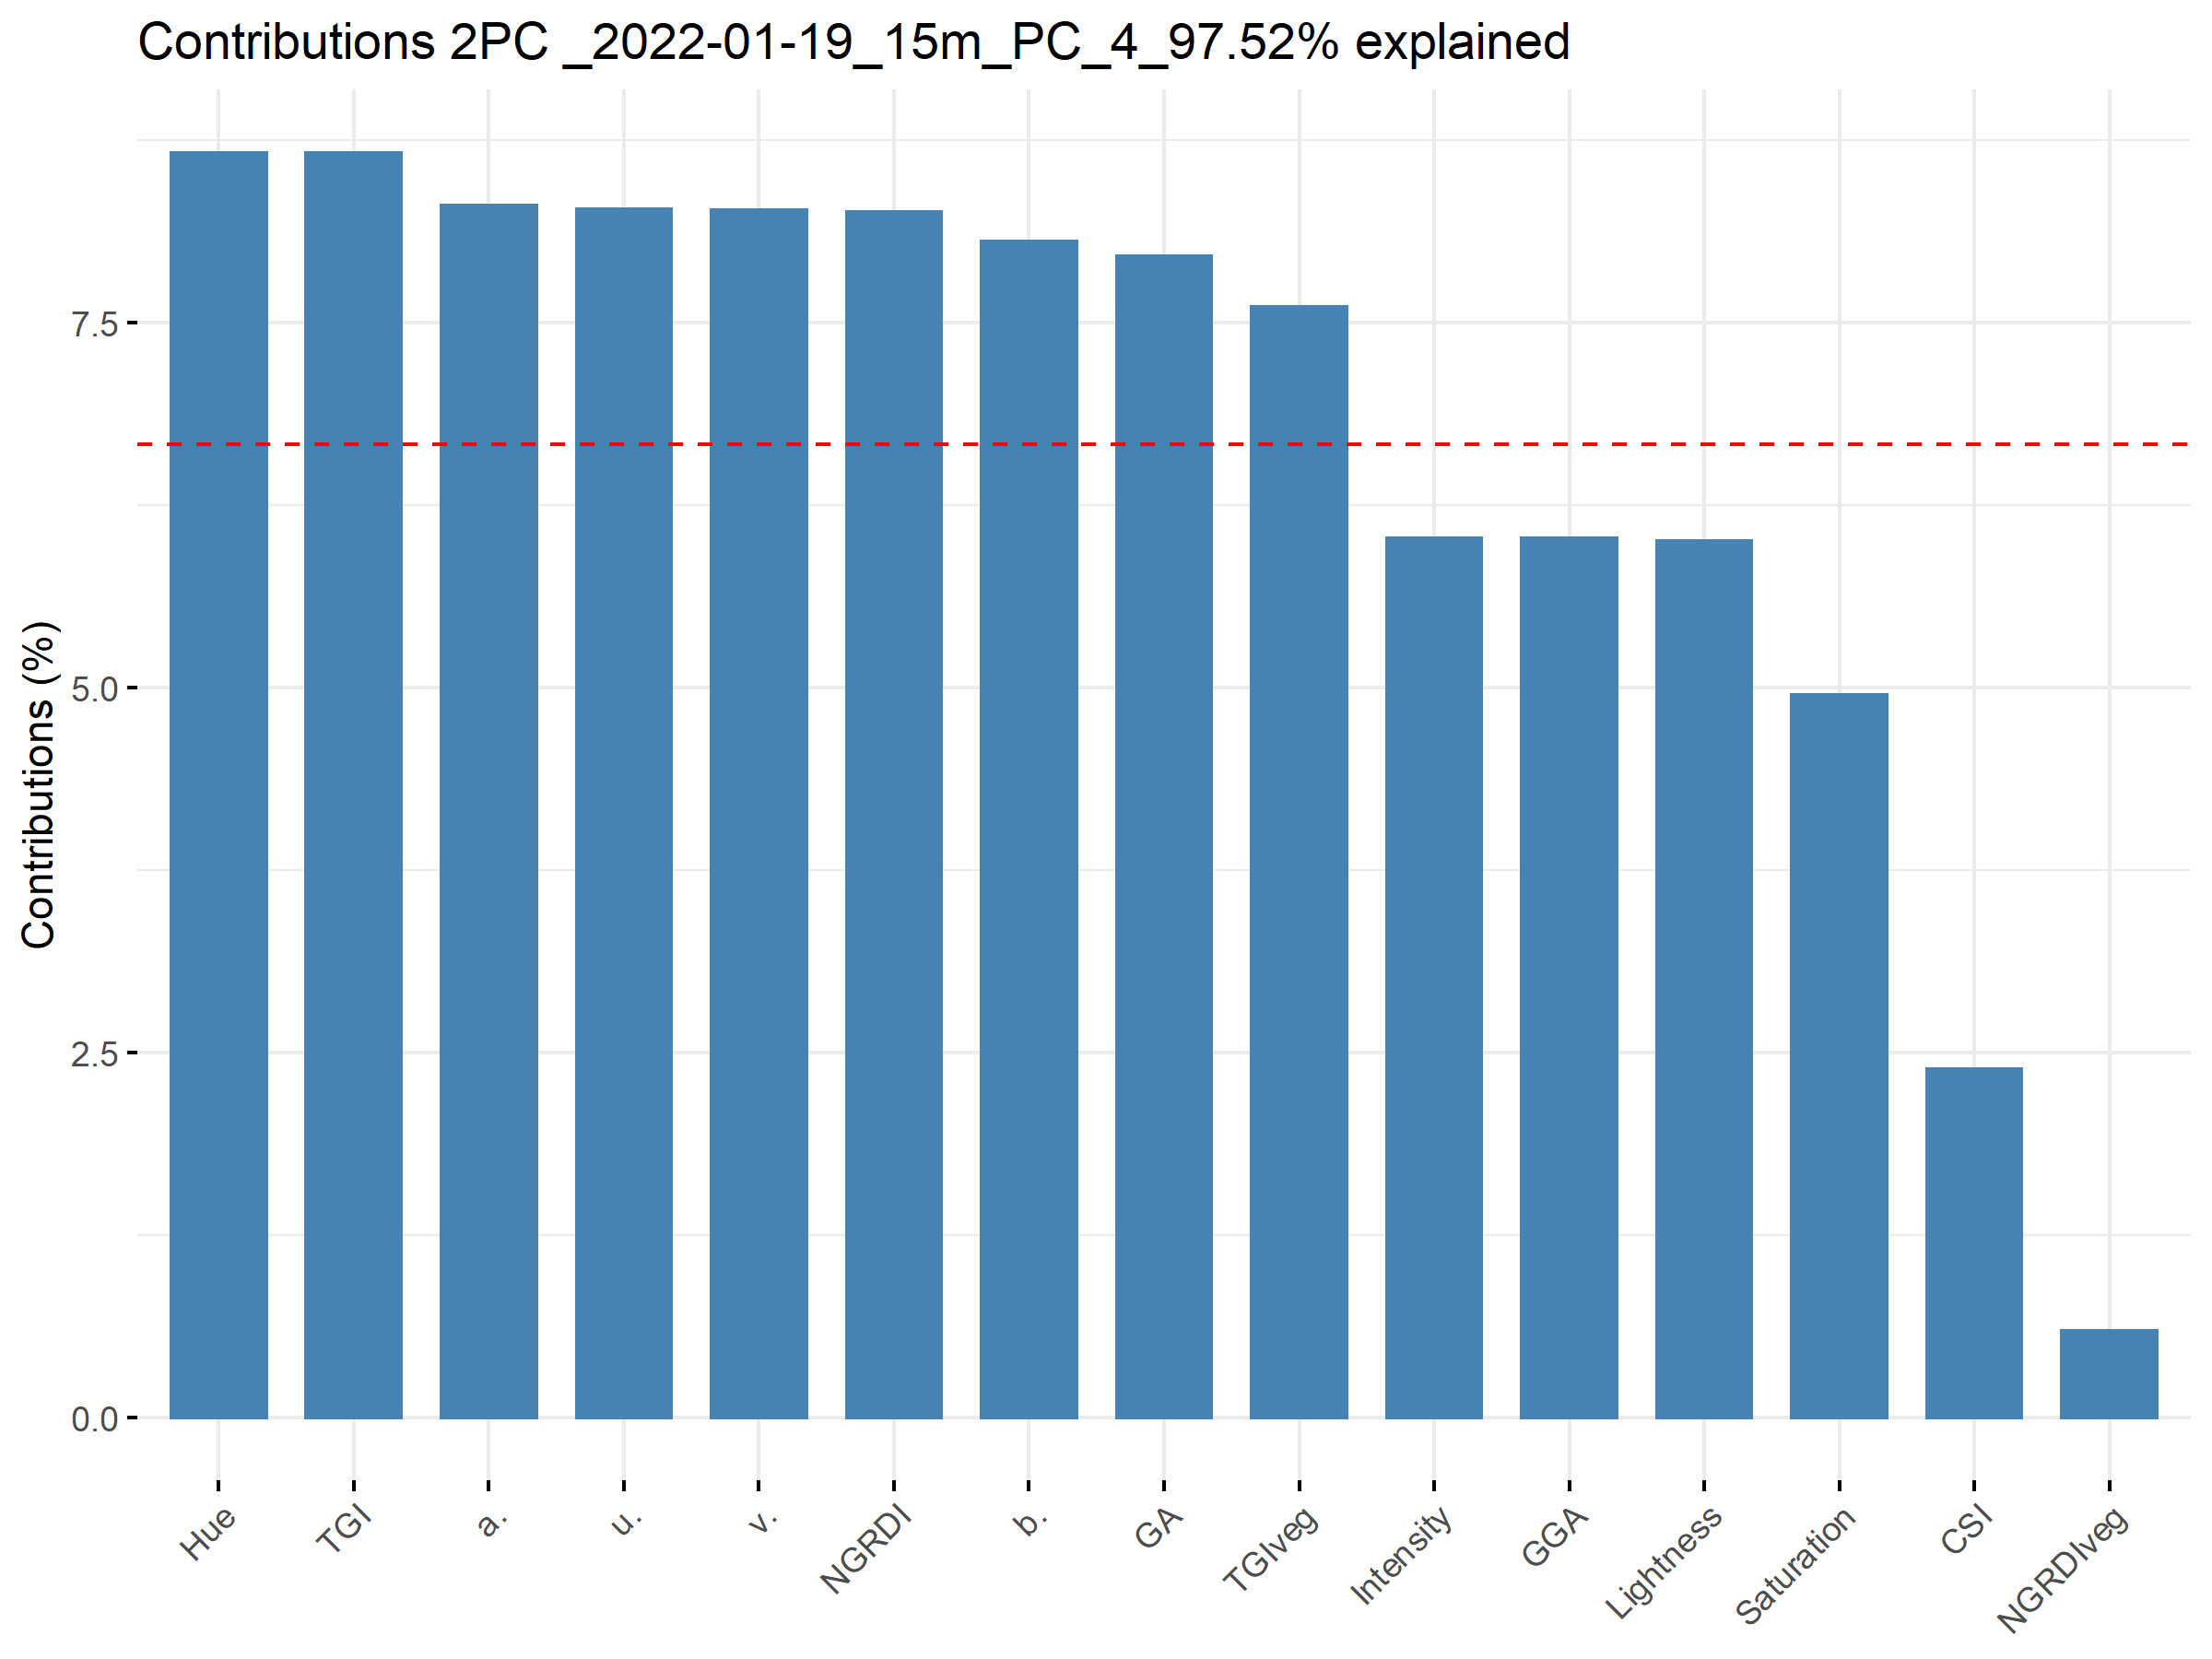 Contributions 2PC _2022-01-19_15m_PC_4_97.52% explained
Contributions (%)
7.5
5.0
2.5
0.0
Hue
TGI
a.
u.
v.
NGRDI
b.
GA
TGIveg
Intensity
GGA
Lightness
Saturation
CSI
NGRDIveg